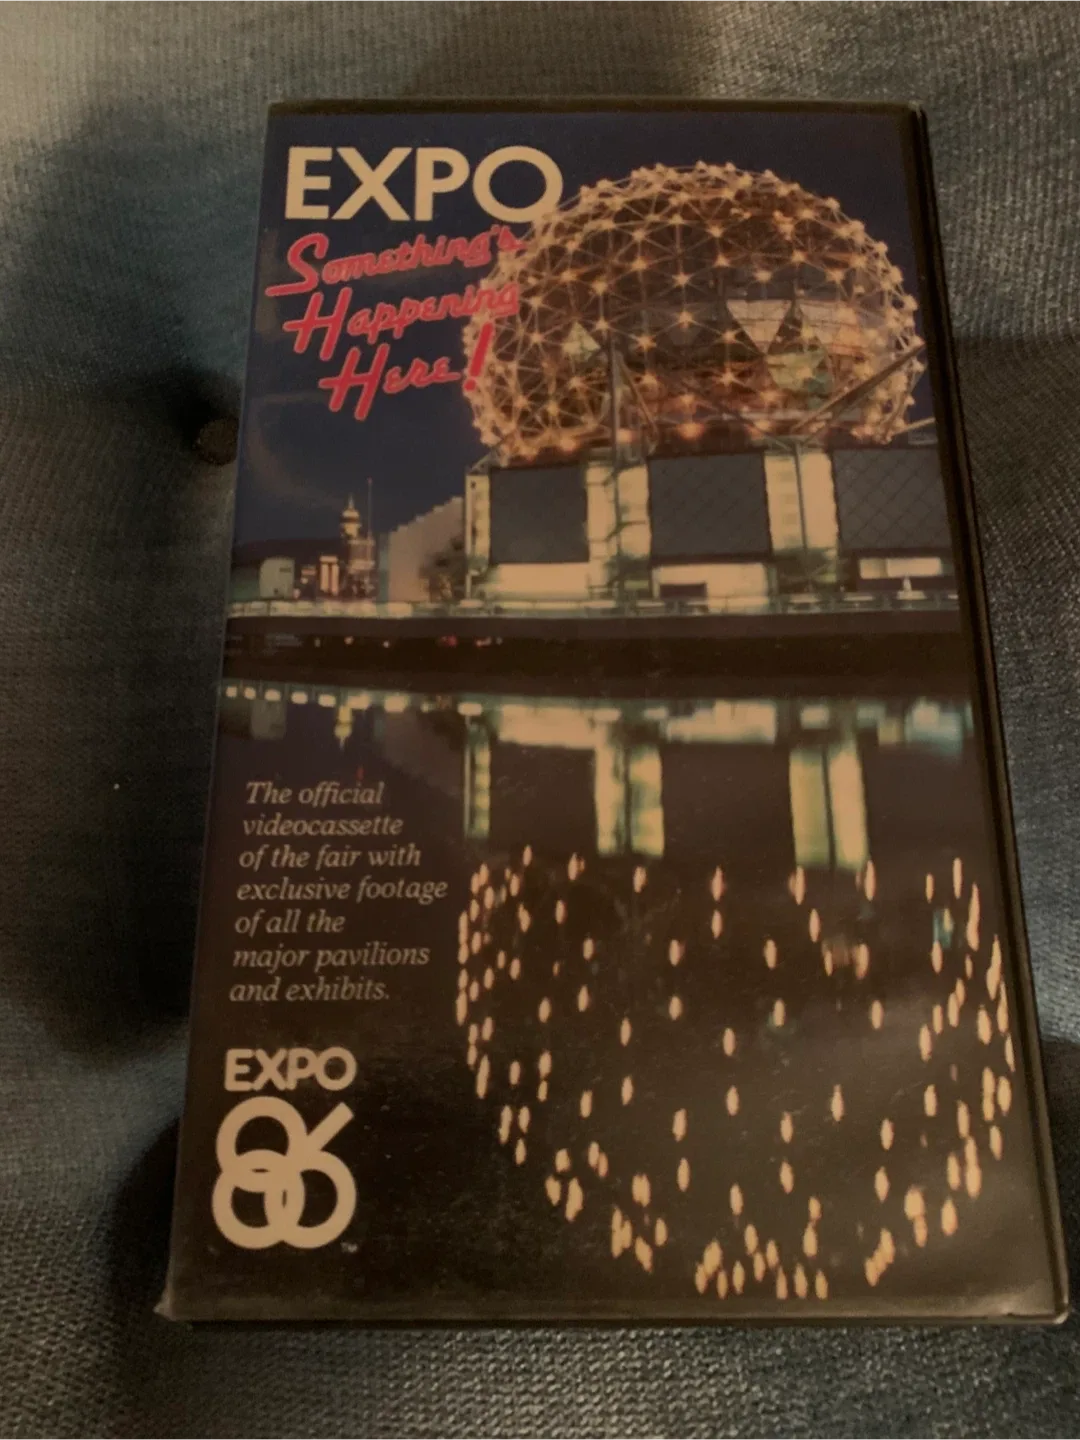 EXPO
Something's
Happening
Here!
The official
videocassette
of the fair with
exclusive footage
of all the
major pavilions
and exhibits.
EXPO
86
TM